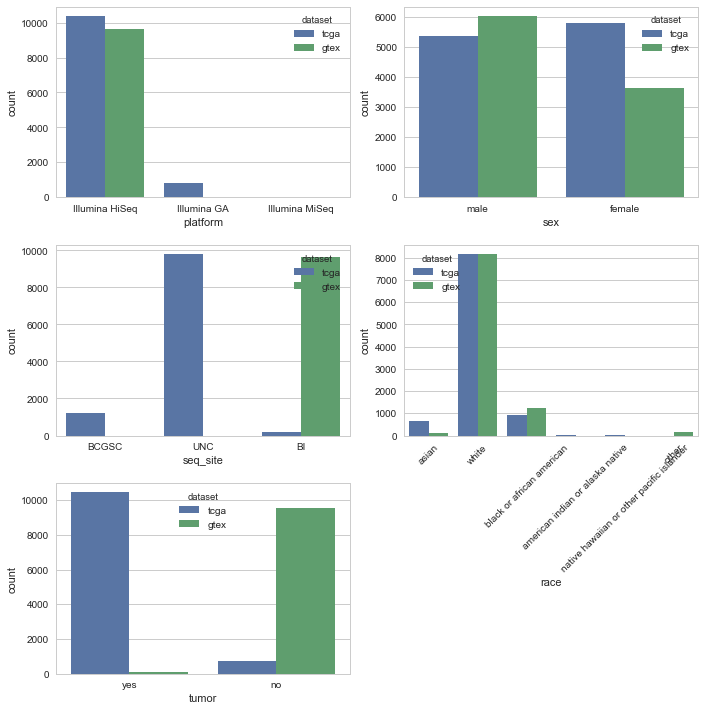 dataset
tcga
gtex
10000
8000
6000
4000
2000
0
count
Illumina HiSeq Illumina GA Illumina MiSeq
platform
dataset
tcga
gtex
6000
5000
4000
3000
2000
1000
0
count
male female
sex
dataset
tcga
gtex
10000
8000
6000
4000
2000
0
count
BCGSC UNC BI
seq_site
dataset
tcga
gtex
8000
7000
6000
5000
4000
3000
2000
1000
0
count
asian
white
black or african american
american indian or alaska native
native hawaiian or other pacific islander
other
race
dataset
tcga
gtex
10000
8000
6000
4000
2000
0
count
yes no
tumor